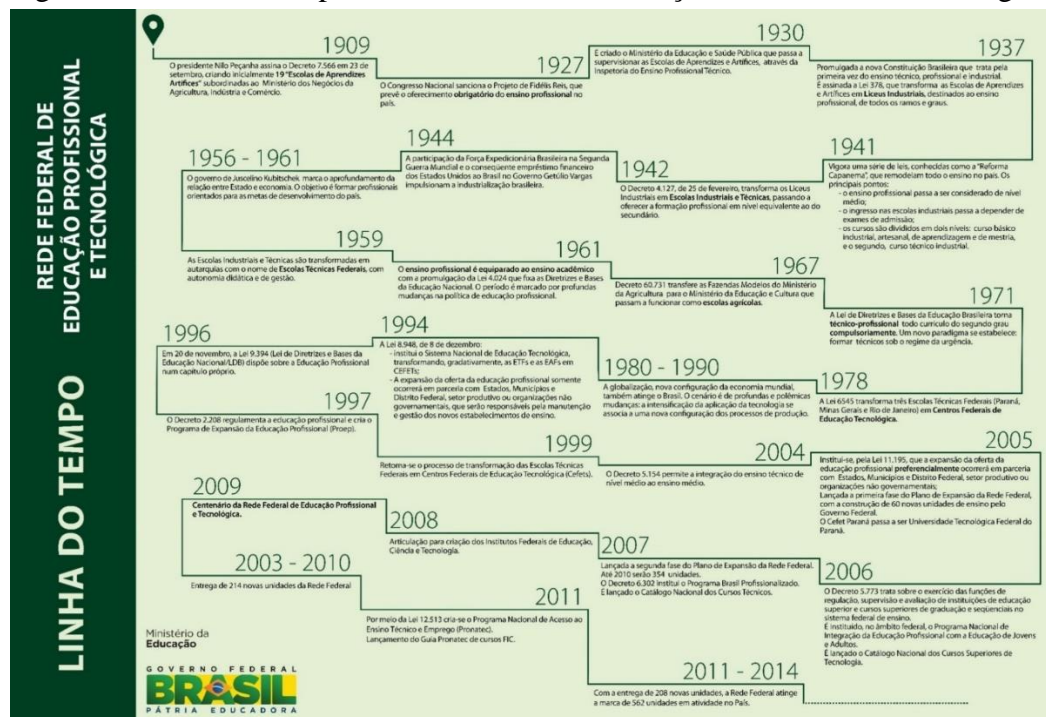 LINHA DO TEMPO
REDE FEDERAL DE
EDUCAÇÃO PROFISSIONAL
E TECNOLÓGICA
1909
O presidente Nilo Peçanha assina o Decreto 7.566 em 23 de
setembro, criando inicialmente 19 "Escolas de Aprendizes
Artífices" subordinadas ao Ministério dos Negócios da
Agricultura, Indústria e Comércio.
1927
O Congresso Nacional sanciona o Projeto de Fidélis Reis, que
prevê o oferecimento obrigatório do ensino profissional no
país.
1930
É criado o Ministério da Educação e Saúde Pública que passa a
supervisionar as Escolas de Aprendizes e Artífices, através da
Inspetoria do Ensino Profissional Técnico.
1937
Promulgada a nova Constituição Brasileira que trata pela
primeira vez do ensino técnico, profissional e industrial.
É assinada a Lei 378, que transforma as Escolas de Aprendizes
e Artífices em Liceus Industriais, destinados ao ensino
profissional, de todos os ramos e graus.
1941
Vigora uma série de leis, conhecidas como a "Reforma
Capanema", que remodelam todo o ensino no país. Os
principais pontos:
- o ensino profissional passa a ser considerado de nível
médio;
- o ingresso nas escolas industriais passa a depender de
exames de admissão;
- os cursos são divididos em dois níveis: curso básico
industrial, artesanal, de aprendizagem e de mestria,
e o segundo, curso técnico industrial.
1942
O Decreto 4.127, de 25 de fevereiro, transforma os Liceus
Industriais em Escolas Industriais e Técnicas, passando a
oferecer a formação profissional em nível equivalente ao do
secundário.
1944
A participação da Força Expedicionária Brasileira na Segunda
Guerra Mundial e o consequente empréstimo financeiro
dos Estados Unidos ao Brasil no Governo Getúlio Vargas
impulsionam a industrialização brasileira.
1956 - 1961
O governo de Juscelino Kubitschek marca o aprofundamento da
relação entre Estado e economia. O objetivo é formar profissionais
orientados para as metas de desenvolvimento do país.
1959
As Escolas Industriais e Técnicas são transformadas em
autarquias com o nome de Escolas Técnicas Federais, com
autonomia didática e de gestão.
1961
O ensino profissional é equiparado ao ensino acadêmico
com a promulgação da Lei 4.024 que fixa as Diretrizes e Bases
da Educação Nacional. O período é marcado por profundas
mudanças na política de educação profissional.
1967
Decreto 60.731 transfere as Fazendas Modelos do Ministério
da Agricultura para o Ministério da Educação e Cultura que
passam a funcionar como escolas agrícolas.
1971
A Lei de Diretrizes e Bases da Educação Brasileira torna
técnico-profissional todo currículo do segundo grau
compulsoriamente. Um novo paradigma se estabelece:
formar técnicos sob o regime da urgência.
1978
A Lei 6545 transforma três Escolas Técnicas Federais (Paraná,
Minas Gerais e Rio de Janeiro) em Centros Federais de
Educação Tecnológica.
1980 - 1990
A globalização, nova configuração da economia mundial,
também atinge o Brasil. O cenário é de profundas e polêmicas
mudanças: a intensificação da aplicação da tecnologia se
associa a uma nova configuração dos processos de produção.
1994
A Lei 8.948, de 8 de dezembro:
- institui o Sistema Nacional de Educação Tecnológica,
transformando, gradativamente, as ETFs e as EAFs em
CEFETs;
- A expansão da oferta da educação profissional somente
ocorrerá em parceria com Estados, Municípios e
Distrito Federal, setor produtivo ou organizações não
governamentais, que serão responsáveis pela manutenção
e gestão dos novos estabelecimentos de ensino.
1996
Em 20 de novembro, a Lei 9.394 (Lei de Diretrizes e Bases da
Educação Nacional/LDB) dispõe sobre a Educação Profissional
num capítulo próprio.
1997
O Decreto 2.208 regulamenta a educação profissional e cria o
Programa de Expansão da Educação Profissional (Proep).
1999
Retoma-se o processo de transformação das Escolas Técnicas
Federais em Centros Federais de Educação Tecnológica (Cefets).
2004
O Decreto 5.154 permite a integração do ensino técnico de
nível médio ao ensino médio.
2005
Institui-se, pela Lei 11.195, que a expansão da oferta da
educação profissional preferencialmente ocorrerá em parceria
com Estados, Municípios e Distrito Federal, setor produtivo ou
organizações não governamentais;
Lançada a primeira fase do Plano de Expansão da Rede Federal,
com a construção de 60 novas unidades de ensino pelo
Governo Federal.
O Cefet Paraná passa a ser Universidade Tecnológica Federal do
Paraná.
2006
O Decreto 5.773 trata sobre o exercício das funções de
regulação, supervisão e avaliação de instituições de educação
superior e cursos superiores de graduação e seqüenciais no
sistema federal de ensino.
É instituído, no âmbito federal, o Programa Nacional de
Integração da Educação Profissional com a Educação de Jovens
e Adultos.
É lançado o Catálogo Nacional dos Cursos Superiores de
Tecnologia.
2007
Lançada a segunda fase do Plano de Expansão da Rede Federal.
Até 2010 serão 354 unidades.
O Decreto 6.302 institui o Programa Brasil Profissionalizado.
É lançado o Catálogo Nacional dos Cursos Técnicos.
2008
Articulação para criação dos Institutos Federais de Educação,
Ciência e Tecnologia.
2009
Centenário da Rede Federal de Educação Profissional
e Tecnológica.
2003 - 2010
Entrega de 214 novas unidades da Rede Federal
2011
Por meio da Lei 12.513 cria-se o Programa Nacional de Acesso ao
Ensino Técnico e Emprego (Pronatec).
Lançamento do Guia Pronatec de cursos FIC.
2011 - 2014
Com a entrega de 208 novas unidades, a Rede Federal atinge
a marca de 562 unidades em atividade no País.
Ministério da
Educação
GOVERNO FEDERAL
BRASIL
PÁTRIA EDUCADORA